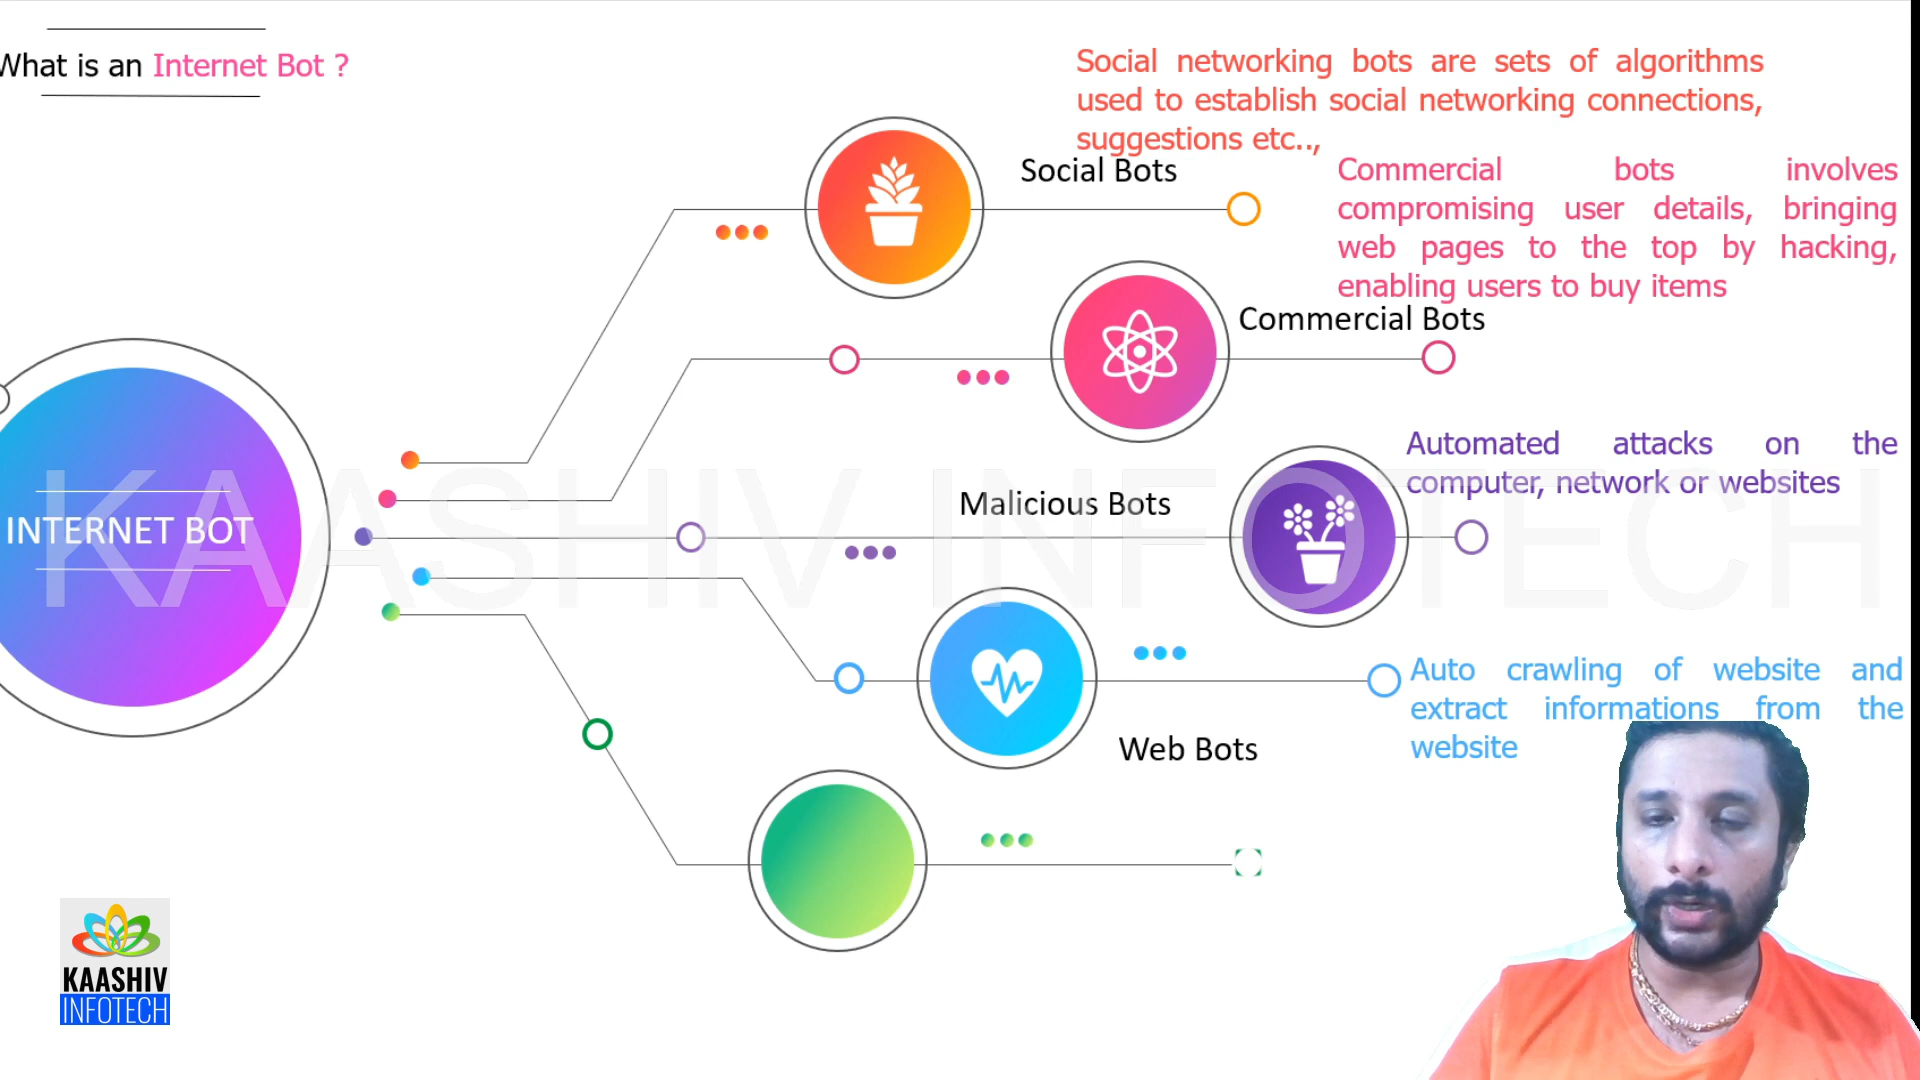 What is an Internet Bot ?
Social networking bots are sets of algorithms
used to establish social networking connections,
suggestions etc..,
Social Bots
Commercial bots involves
compromising user details, bringing
web pages to the top by hacking,
enabling users to buy items
Commercial Bots
Automated attacks on the
computer, network or websites
Malicious Bots
INTERNET BOT
KAASHIV INFOTECH
Auto crawling of website and
extract informations from the
website
Web Bots
KAASHIV
INFOTECH